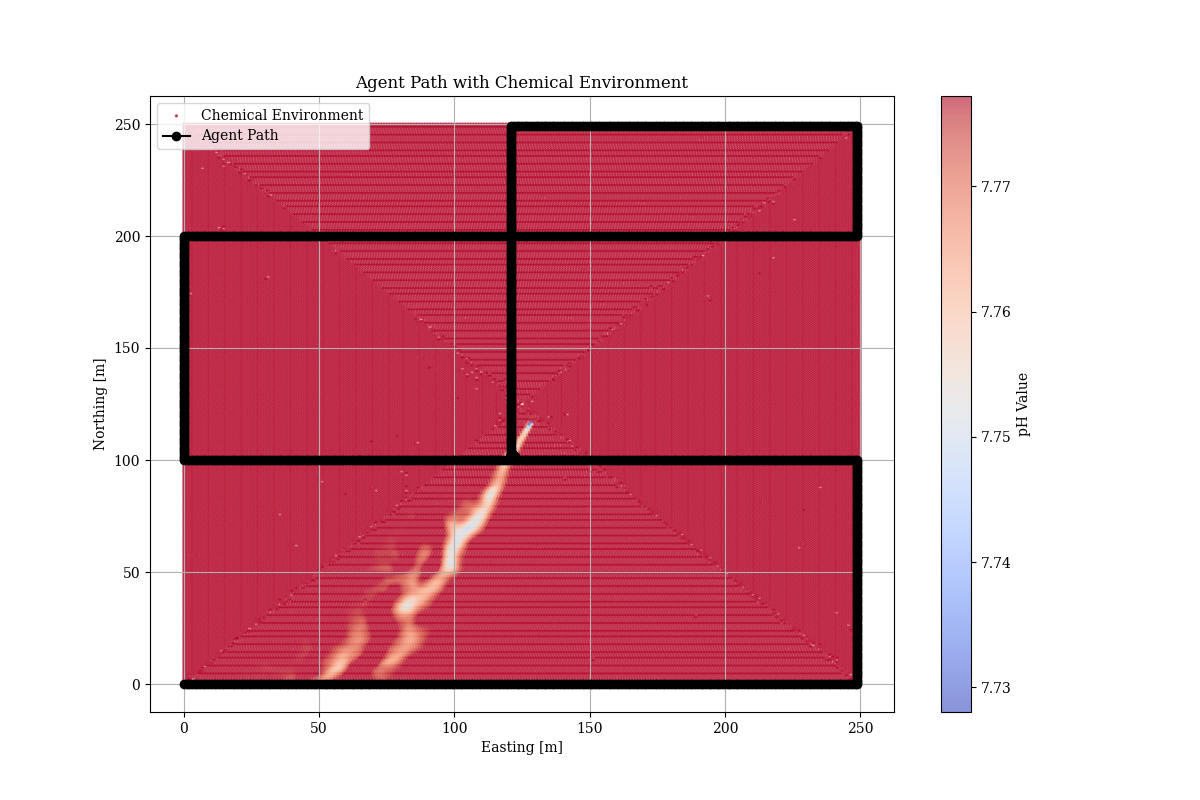 Agent Path with Chemical Environment
Chemical Environment
Agent Path
250
200
150
100
50
0
Northing [m]
0 50 100 150 200 250
Easting [m]
7.77
7.76
7.75
7.74
7.73
pH Value